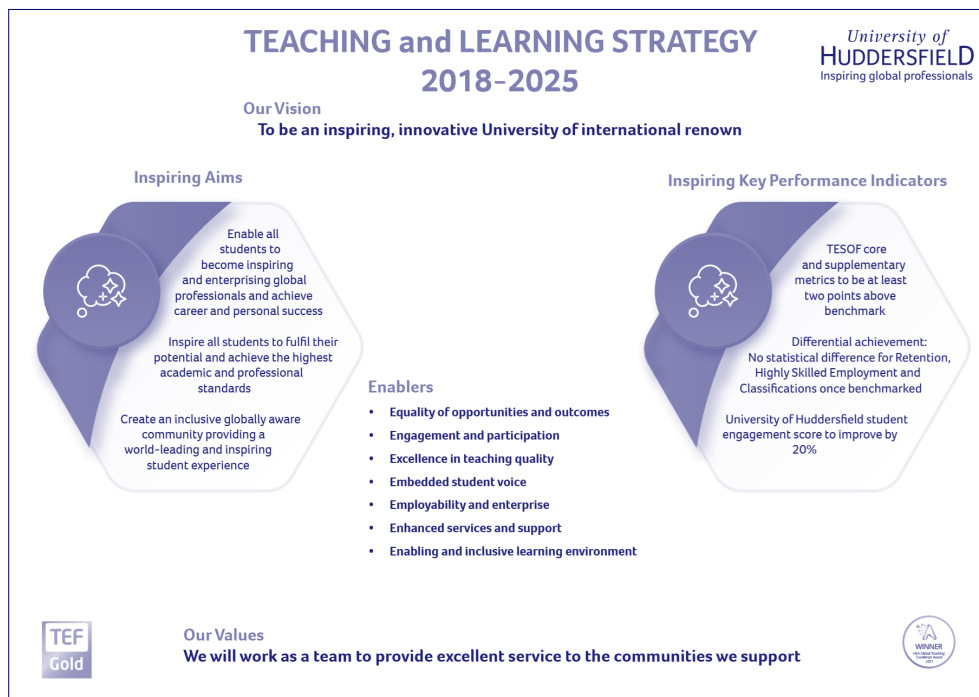 TEACHING and LEARNING STRATEGY
2018-2025
University of
HUDDERSFIELD
Inspiring global professionals
Our Vision
To be an inspiring, innovative University of international renown
Inspiring Aims
Enable all
students to
become inspiring
and enterprising global
professionals and achieve
career and personal success
Inspire all students to fulfil their
potential and achieve the highest
academic and professional
standards
Create an inclusive globally aware
community providing a
world-leading and inspiring
student experience
Enablers
• Equality of opportunities and outcomes
• Engagement and participation
• Excellence in teaching quality
• Embedded student voice
• Employability and enterprise
• Enhanced services and support
• Enabling and inclusive learning environment
Inspiring Key Performance Indicators
TESOF core
and supplementary
metrics to be at least
two points above
benchmark
Differential achievement:
No statistical difference for Retention,
Highly Skilled Employment and
Classifications once benchmarked
University of Huddersfield student
engagement score to improve by
20%
TEF
Gold
Our Values
We will work as a team to provide excellent service to the communities we support
WINNER
HEA Global Teaching
Excellence Award
2017